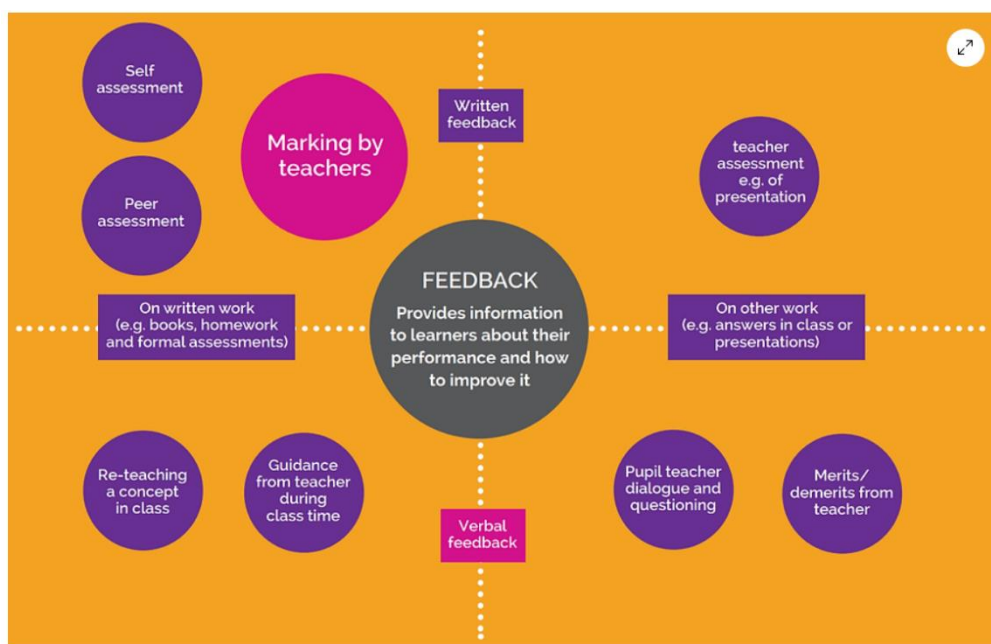 Self
assessment
Marking by
teachers
Written
feedback
teacher
assessment
e.g. of
presentation
Peer
assessment
FEEDBACK
Provides information
to learners about their
performance and how
to improve it
On written work
(e.g. books, homework
and formal assessments)
On other work
(e.g. answers in class or
presentations)
Re-teaching
a concept
in class
Guidance
from teacher
during
class time
Verbal
feedback
Pupil teacher
dialogue and
questioning
Merits/
demerits from
teacher